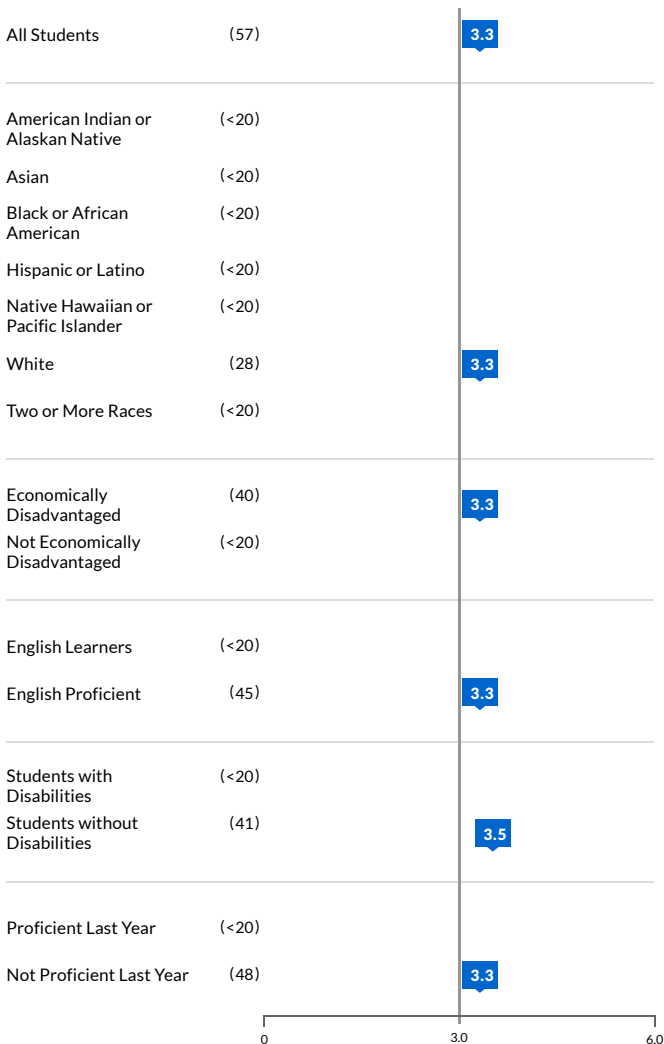 All Students (57) 3.3
American Indian or (<20)
Alaskan Native
Asian (<20)
Black or African (<20)
American
Hispanic or Latino (<20)
Native Hawaiian or (<20)
Pacific Islander
White (28) 3.3
Two or More Races (<20)
Economically (40) 3.3
Disadvantaged
Not Economically (<20)
Disadvantaged
English Learners (<20)
English Proficient (45) 3.3
Students with (<20)
Disabilities
Students without (41) 3.5
Disabilities
Proficient Last Year (<20)
Not Proficient Last Year (48) 3.3
0 3.0 6.0